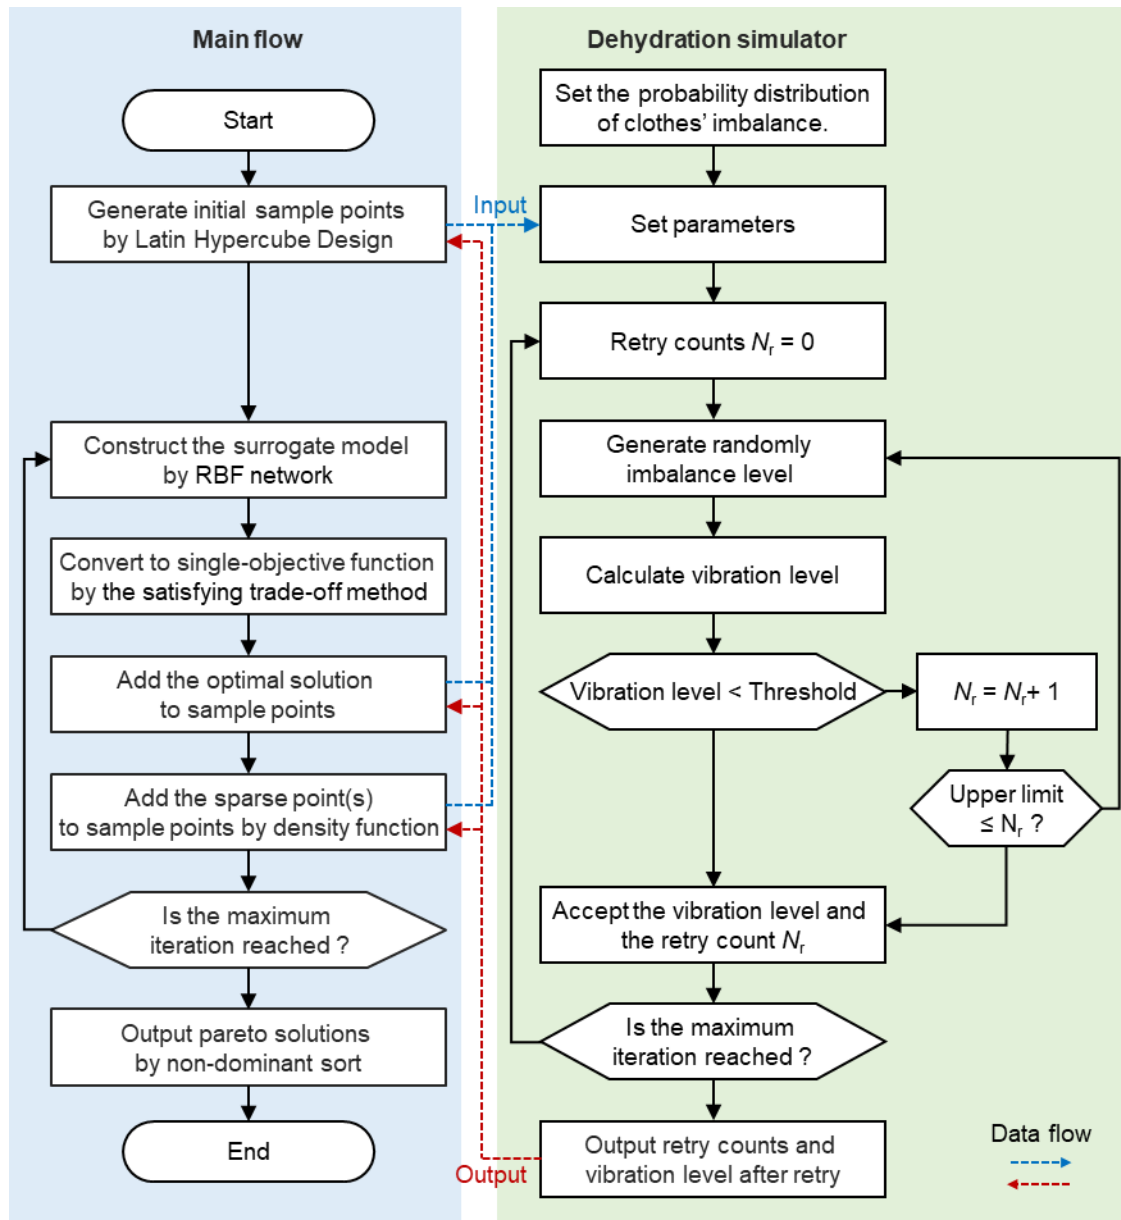 Main flow
Start
Generate initial sample points
by Latin Hypercube Design
Construct the surrogate model
by RBF network
Convert to single-objective function
by the satisfying trade-off method
Add the optimal solution
to sample points
Add the sparse point(s)
to sample points by density function
Is the maximum
iteration reached ?
Output pareto solutions
by non-dominant sort
End
Input
Output
Dehydration simulator
Set the probability distribution
of clothes’ imbalance.
Set parameters
Retry counts Nr = 0
Generate randomly
imbalance level
Calculate vibration level
Vibration level < Threshold
Nr = Nr + 1
Upper limit
≤ Nr ?
Accept the vibration level and
the retry count Nr
Is the maximum
iteration reached ?
Output retry counts and
vibration level after retry
Data flow